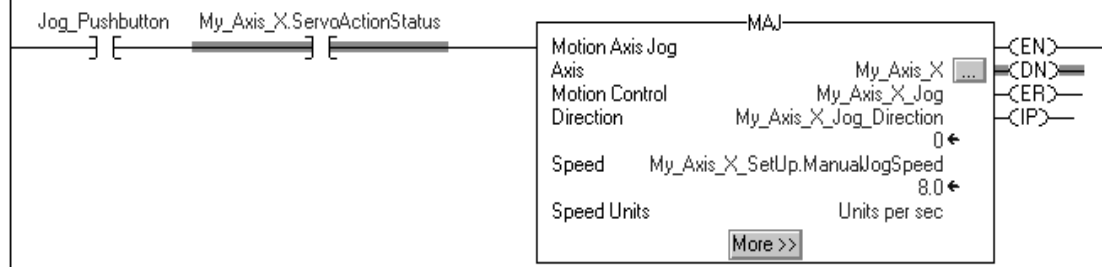 Jog_Pushbutton My_Axis_X.ServoActionStatus
MAJ
Motion Axis Jog
Axis My_Axis_X ...
Motion Control My_Axis_X_Jog
Direction My_Axis_X_Jog_Direction
0
Speed My_Axis_X_SetUp.ManualJogSpeed
8.0
Speed Units Units per sec
More >>
EN
DN
ER
IP